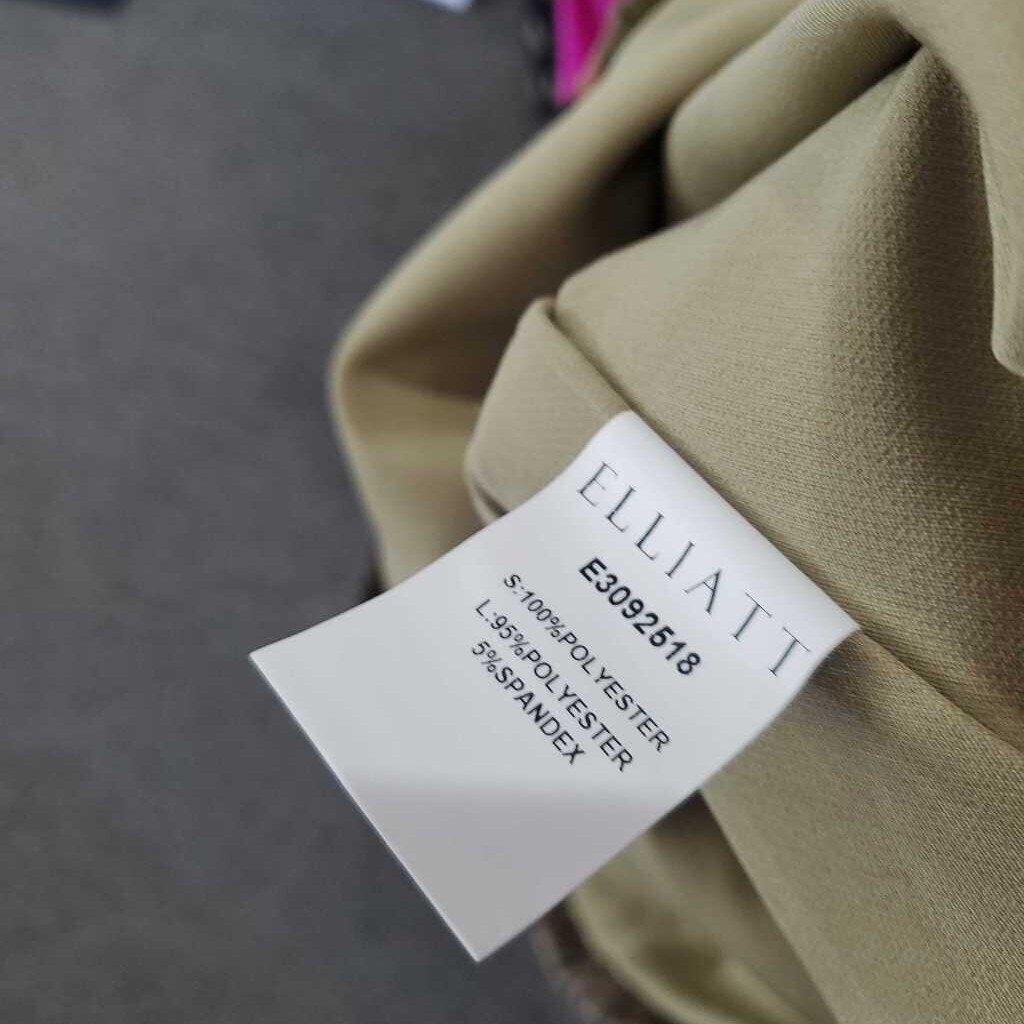 ELLIATT
E3092518
S:100%POLYESTER
L:95%POLYESTER
5%SPANDEX